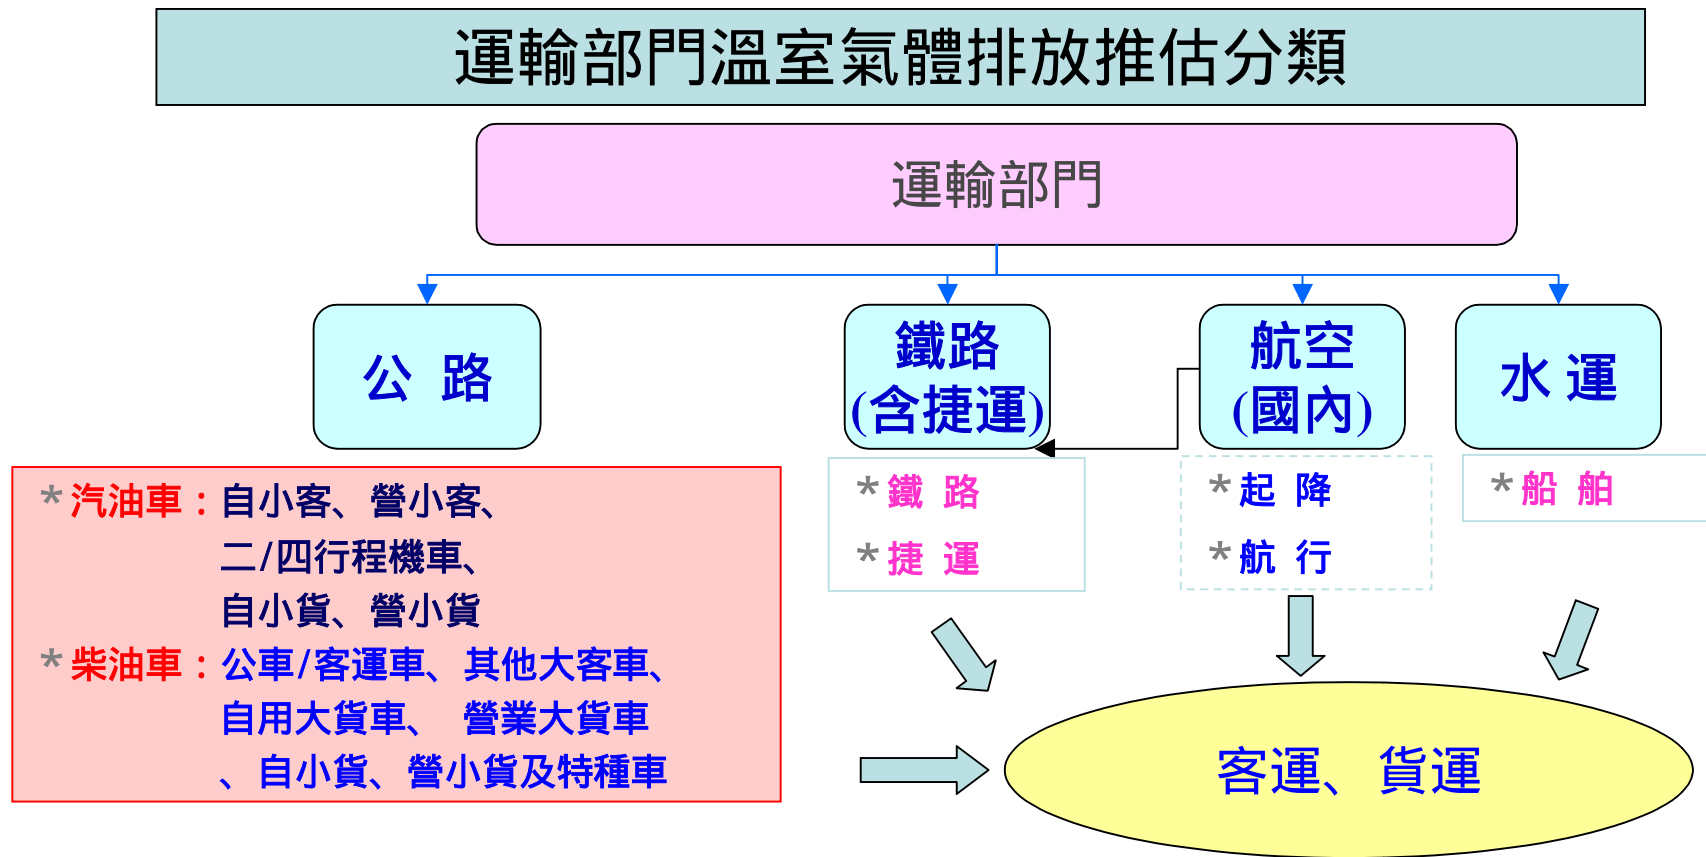 運輸部門溫室氣體排放推估分類
運輸部門
公 路
鐵路
(含捷運)
航空
(國內)
水 運
*汽油車：自小客、營小客、
二/四行程機車、
自小貨、營小貨
*柴油車：公車/客運車、其他大客車、
自用大貨車、 營業大貨車
、自小貨、營小貨及特種車
*鐵 路
*捷 運
*起 降
*航 行
*船 舶
客運、貨運